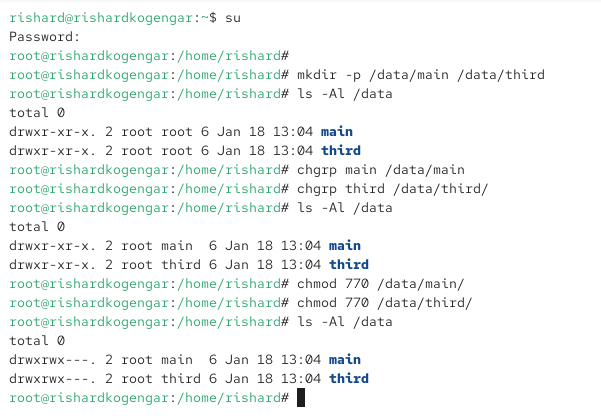 rishard@rishardkogengar:~$ su
Password:
root@rishardkogengar:/home/rishard#
root@rishardkogengar:/home/rishard# mkdir -p /data/main /data/third
root@rishardkogengar:/home/rishard# ls -Al /data
total 0
drwxr-xr-x. 2 root root 6 Jan 18 13:04 main
drwxr-xr-x. 2 root root 6 Jan 18 13:04 third
root@rishardkogengar:/home/rishard# chgrp main /data/main
root@rishardkogengar:/home/rishard# chgrp third /data/third/
root@rishardkogengar:/home/rishard# ls -Al /data
total 0
drwxr-xr-x. 2 root main  6 Jan 18 13:04 main
drwxr-xr-x. 2 root third 6 Jan 18 13:04 third
root@rishardkogengar:/home/rishard# chmod 770 /data/main/
root@rishardkogengar:/home/rishard# chmod 770 /data/third/
root@rishardkogengar:/home/rishard# ls -Al /data
total 0
drwxrwx---. 2 root main  6 Jan 18 13:04 main
drwxrwx---. 2 root third 6 Jan 18 13:04 third
root@rishardkogengar:/home/rishard#